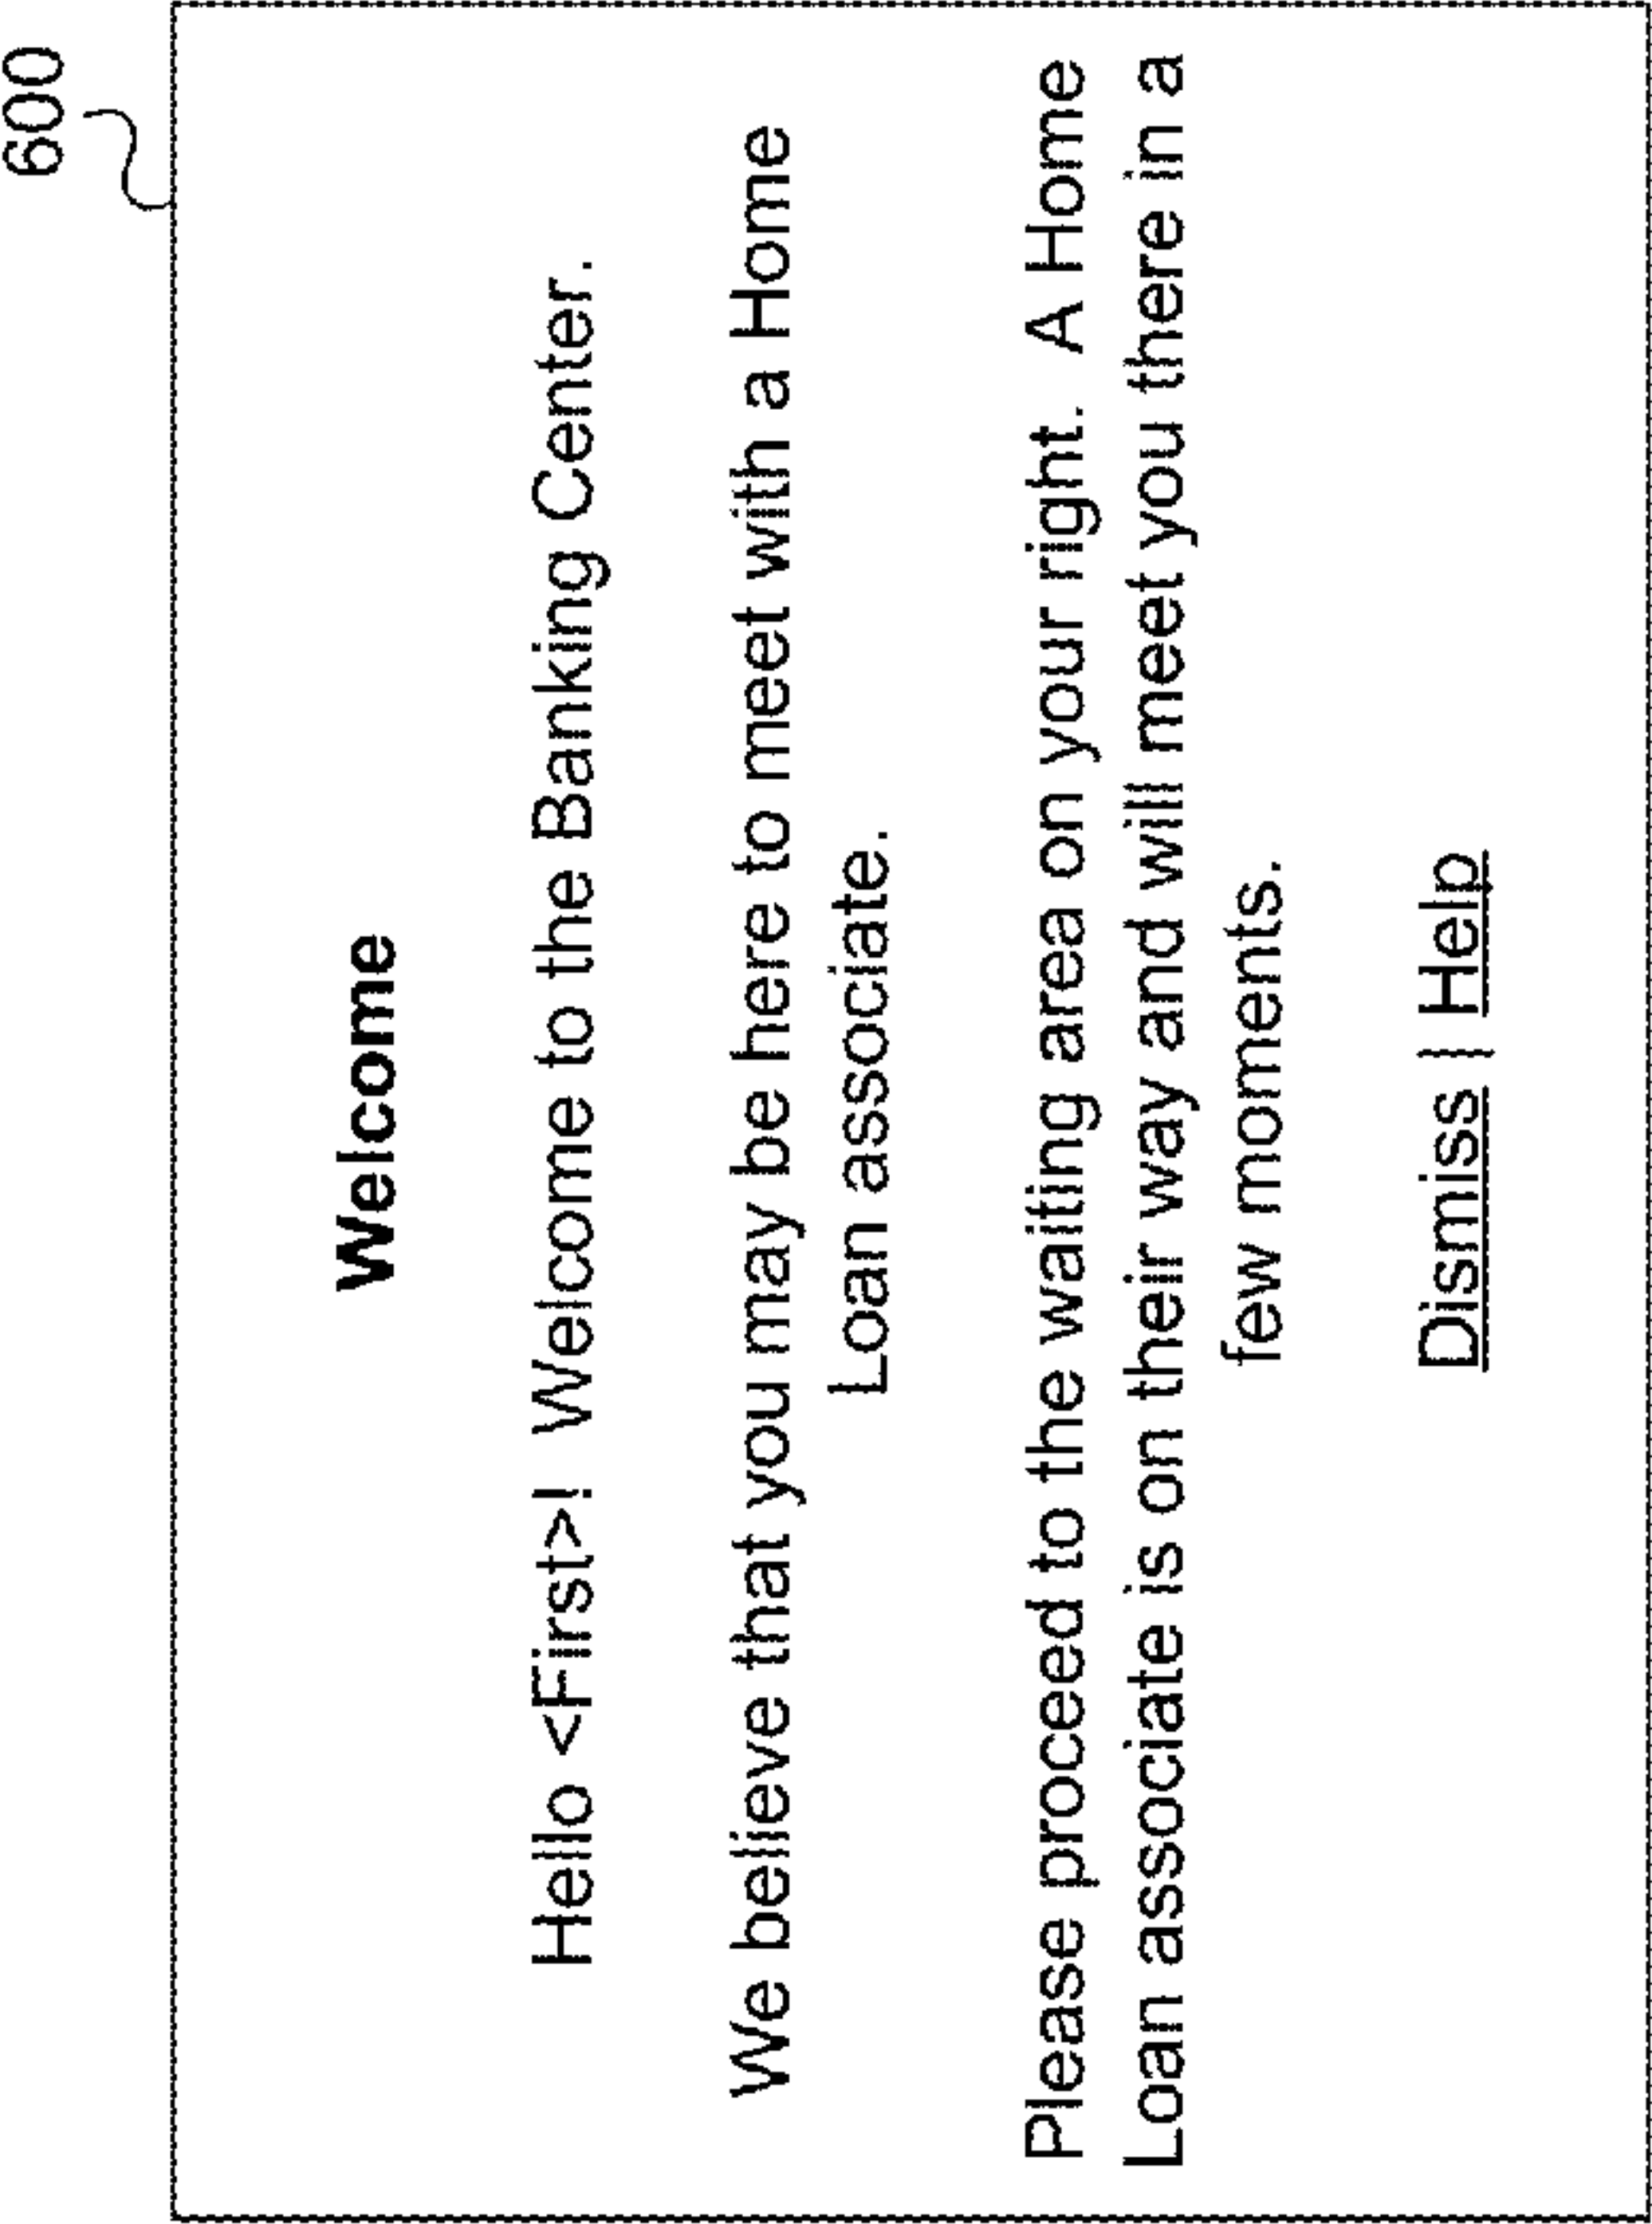 600
Welcome
Hello <First>! Welcome to the Banking Center.
We believe that you may be here to meet with a Home
Loan associate.
Please proceed to the waiting area on your right. A Home
Loan associate is on their way and will meet you there in a
few moments.
Dismiss | Help